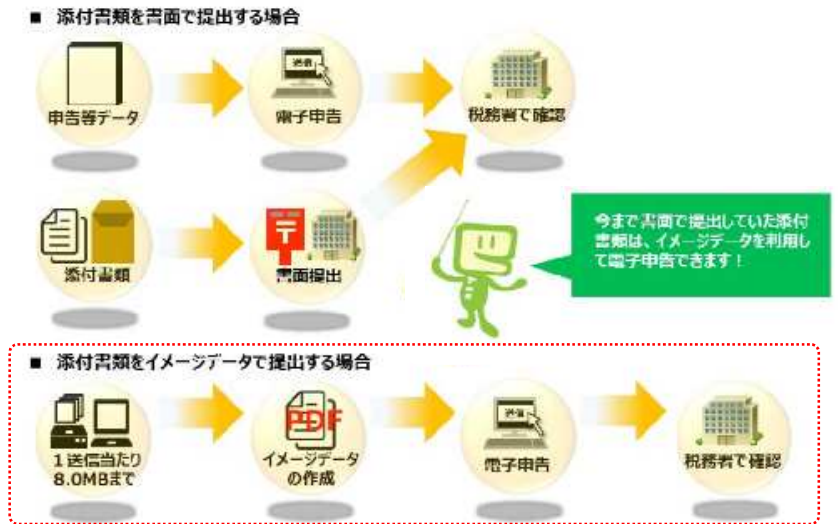 ■ 添付書類を書面で提出する場合
申告等データ
送信
電子申告
税務署で確認
添付書類
〒
書面提出
今まで書面で提出していた添付
書類は、イメージデータを利用し
て電子申告できます！
■ 添付書類をイメージデータで提出する場合
1送信当たり
8.0MBまで
PDF
イメージデータ
の作成
送信
電子申告
税務署で確認